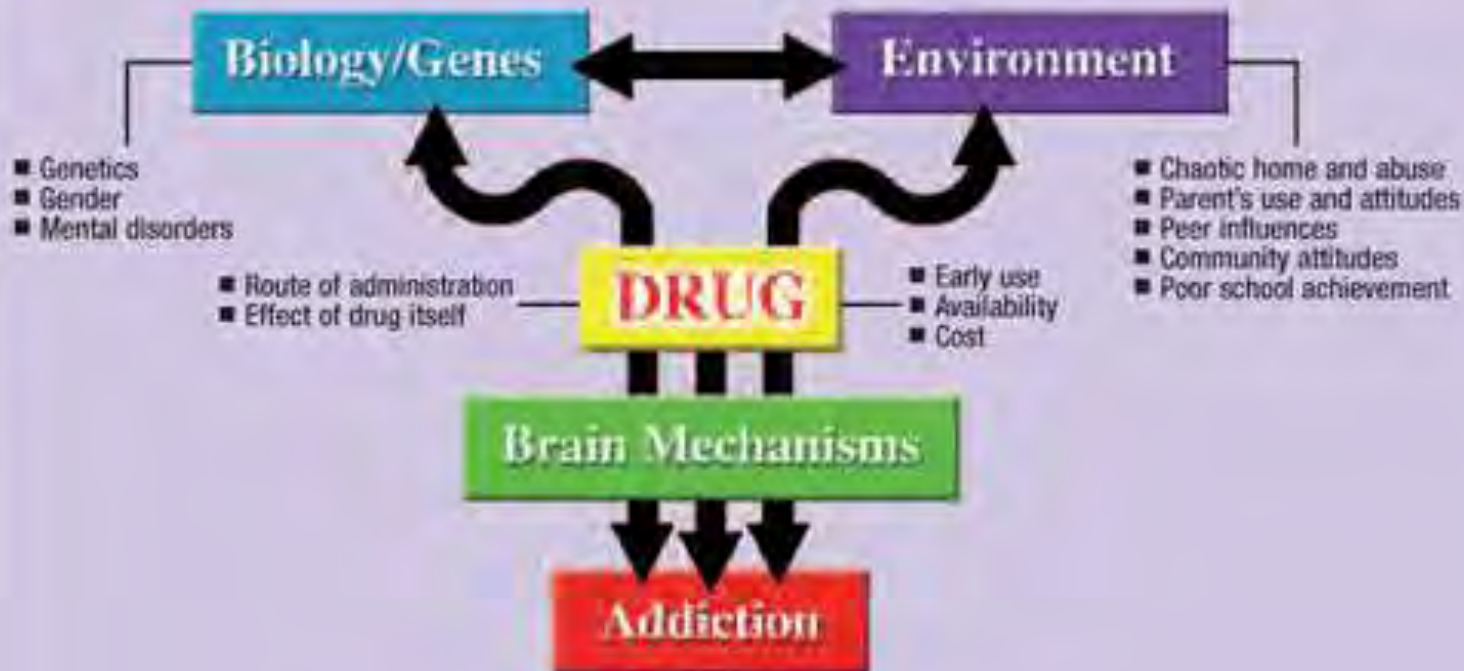 Biology/Genes
Environment
■ Genetics
■ Gender
■ Mental disorders
■ Chaotic home and abuse
■ Parent's use and attitudes
■ Peer influences
■ Community attitudes
■ Poor school achievement
■ Route of administration
■ Effect of drug itself
DRUG
■ Early use
■ Availability
■ Cost
Brain Mechanisms
Addiction